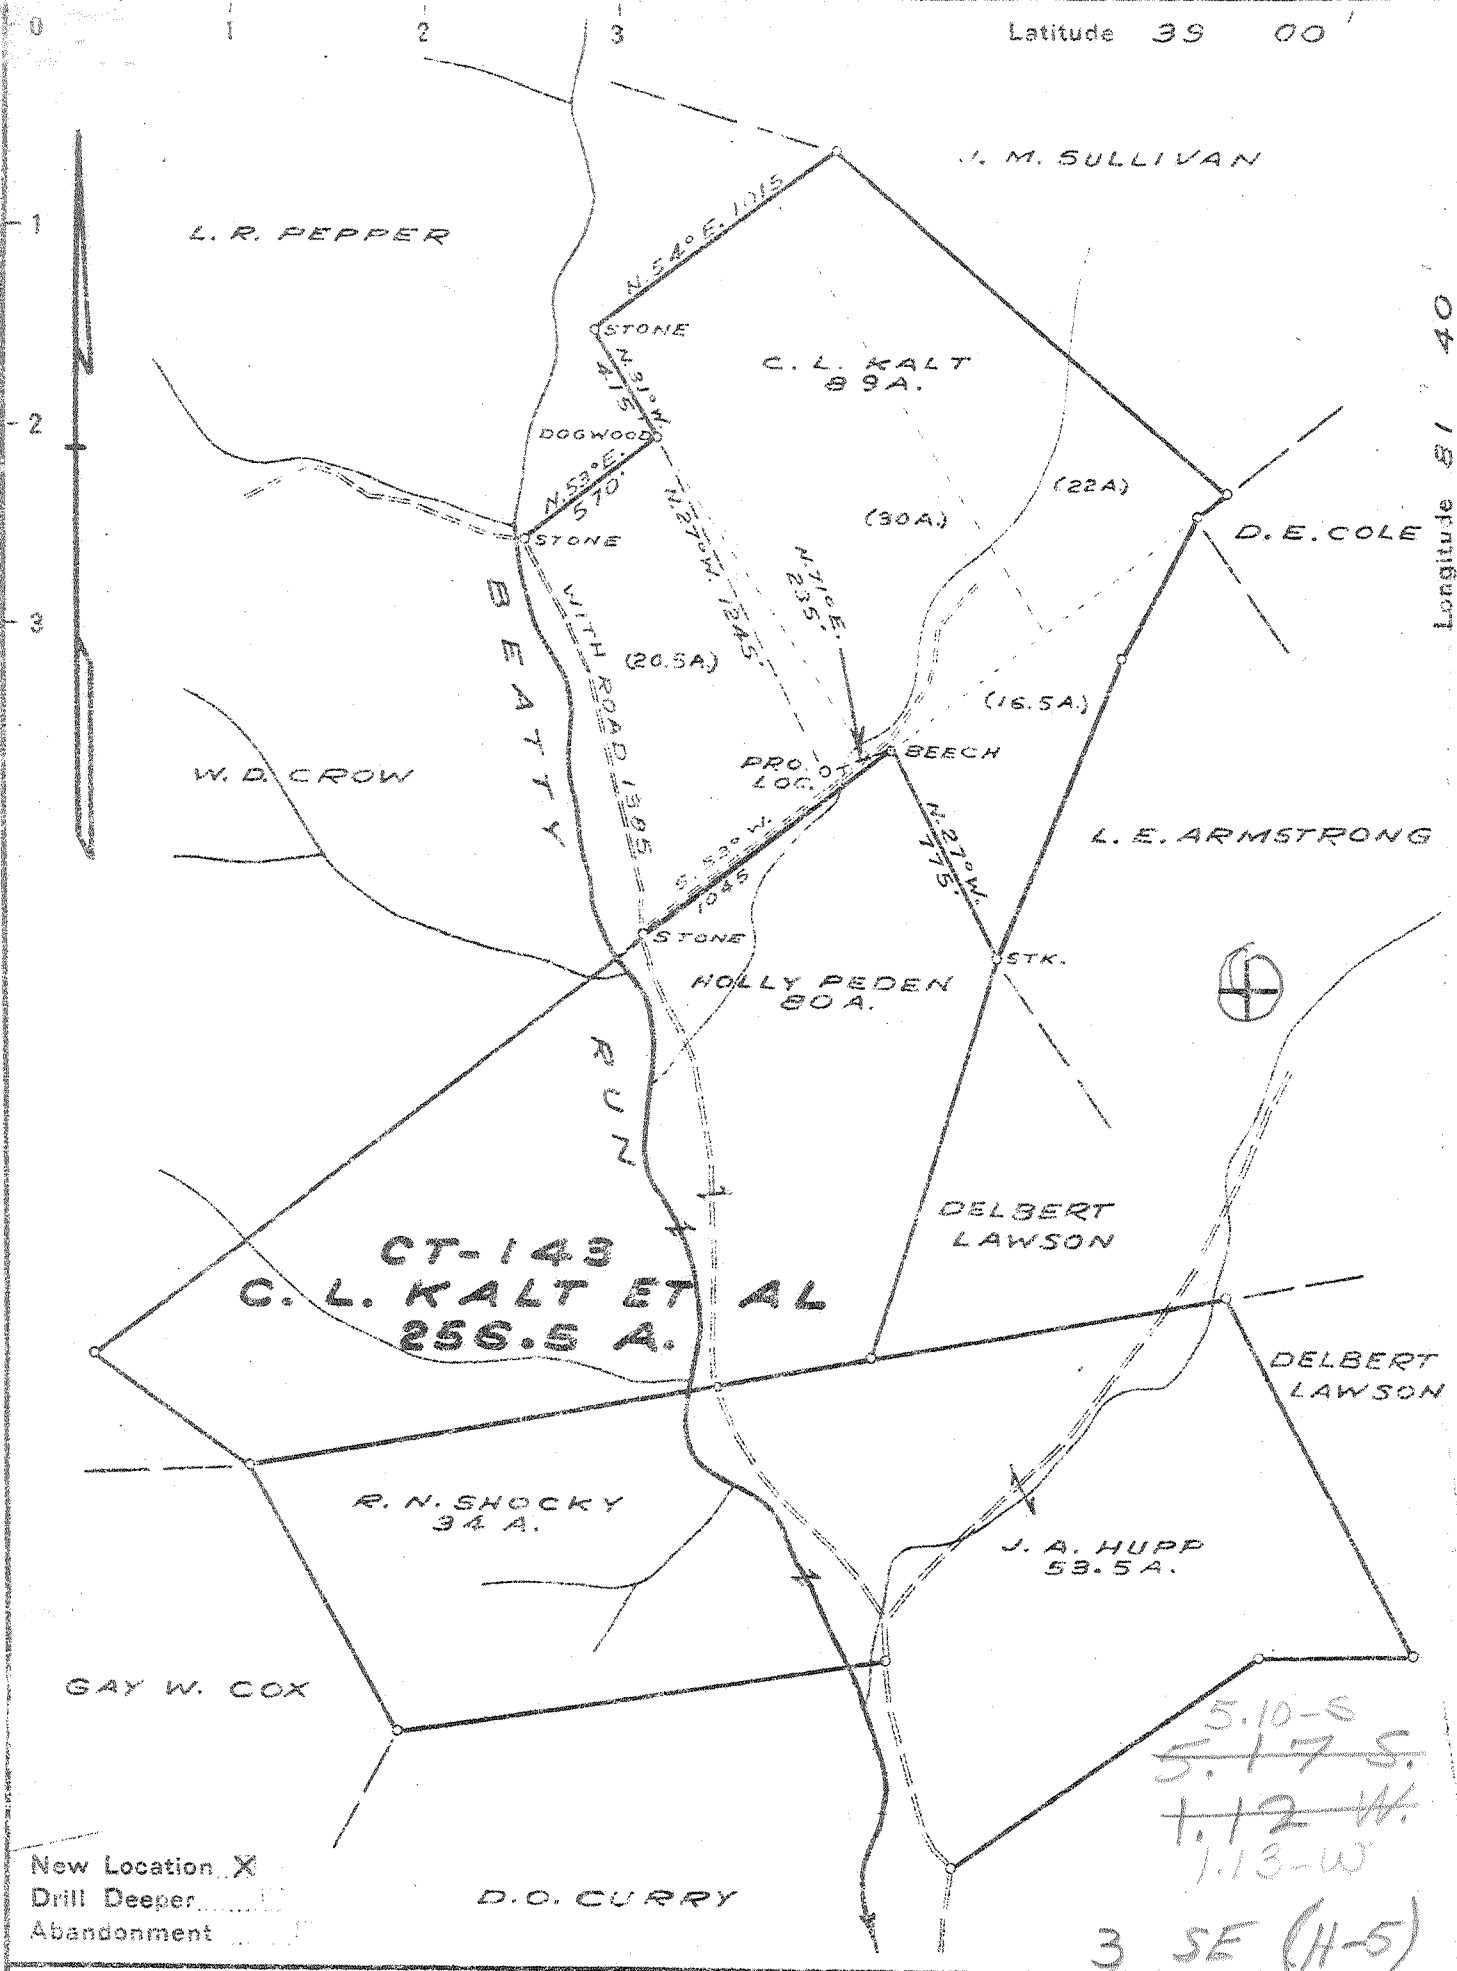 0 1 2 3
Latitude 39 00'
J. M. SULLIVAN
1
L. R. PEPPER
N. 54° E. 1015
STONE
N. 31° W.
415'
C. L. KALT
89A.
Longitude 81 40'
2
DOGWOOD
N. 53° E.
570'
STONE
N. 27° W. 1245'
(22A)
(30A.)
D. E. COLE
N. 71° E.
235'
3
WITH ROAD 1585
(20.5A.)
(16.5A.)
BEATTY
W. D. CROW
PRO.
LOC.
BEECH
N. 27° W.
775'
L. E. ARMSTRONG
S. 53° W.
1045
STONE
STK.
HOLLY PEDEN
80 A.
RUN
DELBERT
LAWSON
CT-143
C. L. KALT ET AL
256.5 A.
DELBERT
LAWSON
R. N. SHOCKY
34 A.
J. A. HUPP
53.5 A.
GAY W. COX
5.10-S
5.17 S.
1.12 W.
1.13-W
New Location X
Drill Deeper
Abandonment
D. O. CURRY
3 SE (H-5)